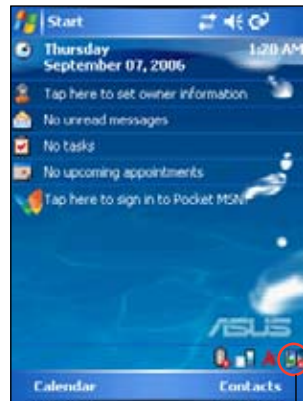 Start
Thursday
September 07, 2006
1:20 AM
Tap here to set owner information
No unread messages
No tasks
No upcoming appointments
Tap here to sign in to Pocket MSN!
ASUS
A
Calendar
Contacts